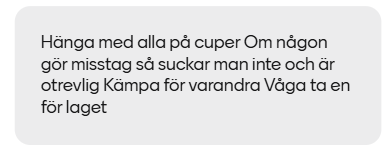 Hänga med alla på cuper Om någon
gör misstag så suckar man inte och är
otrevlig Kämpa för varandra Våga ta en
för laget